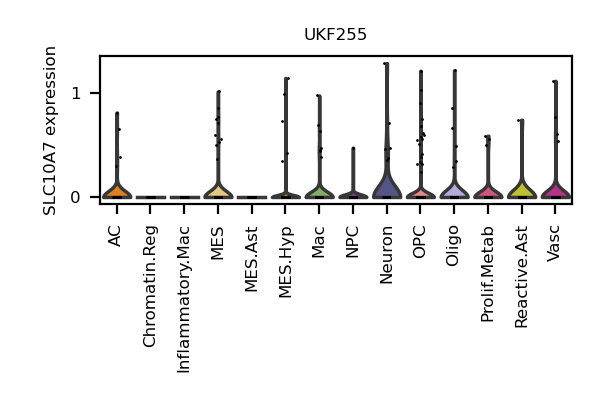 UKF255
SLC10A7 expression
1
0
AC
Chromatin.Reg
Inflammatory.Mac
MES
MES.Ast
MES.Hyp
Mac
NPC
Neuron
OPC
Oligo
Prolif.Metab
Reactive.Ast
Vasc